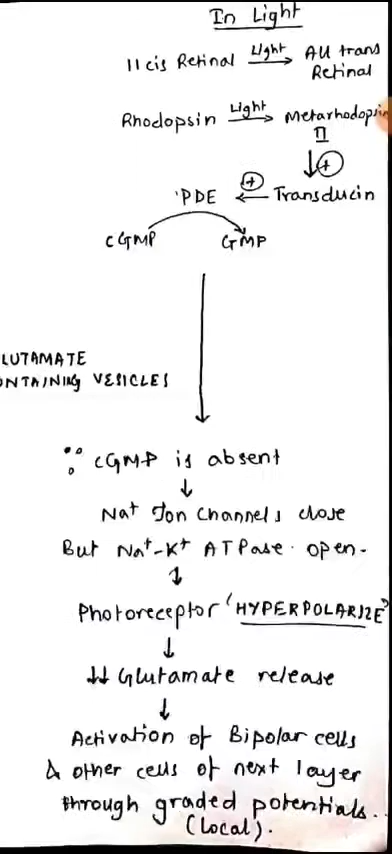 In Light
11 cis Retinal Light → All trans
Retinal
Rhodopsin Light → Metarhodopsin
II
↓ +
'PDE + ← Transducin
cGMP GMP
LUTAMATE
ONTAINING VESICLES
∵ cGMP is absent
↓
Na+ Ion Channels close
But Na+-K+ ATPase open.
↓
Photoreceptor 'HYPERPOLARIZE'
↓
↓↓ Glutamate release
↓
Activation of Bipolar cells
& other cells of next layer
through graded potentials..
(local).